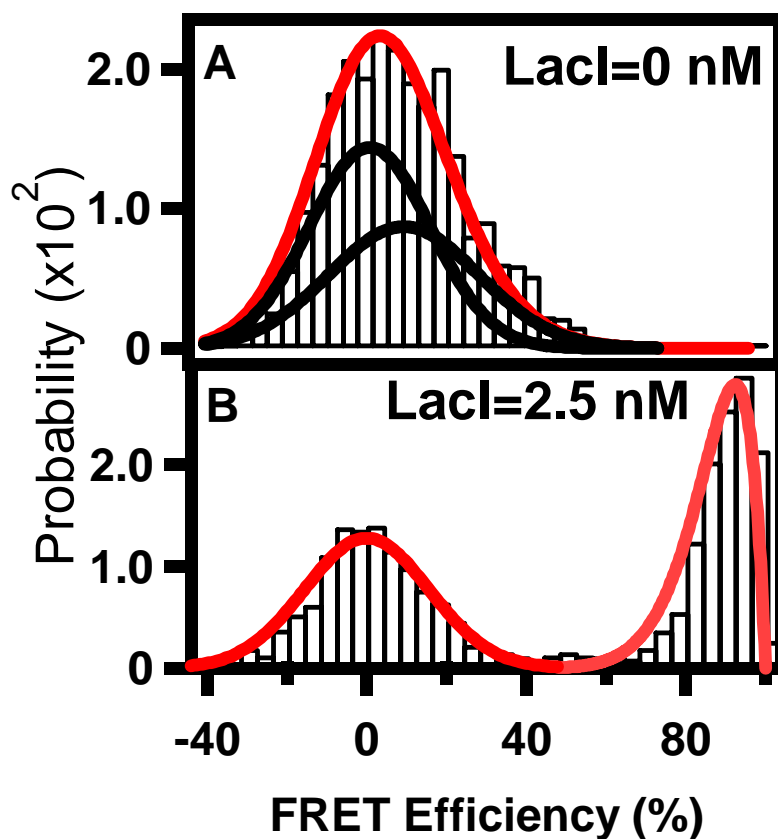 A
LacI=0 nM
2.0
1.0
0
B
LacI=2.5 nM
2.0
1.0
0
Probability (x10²)
-40 0 40 80
FRET Efficiency (%)